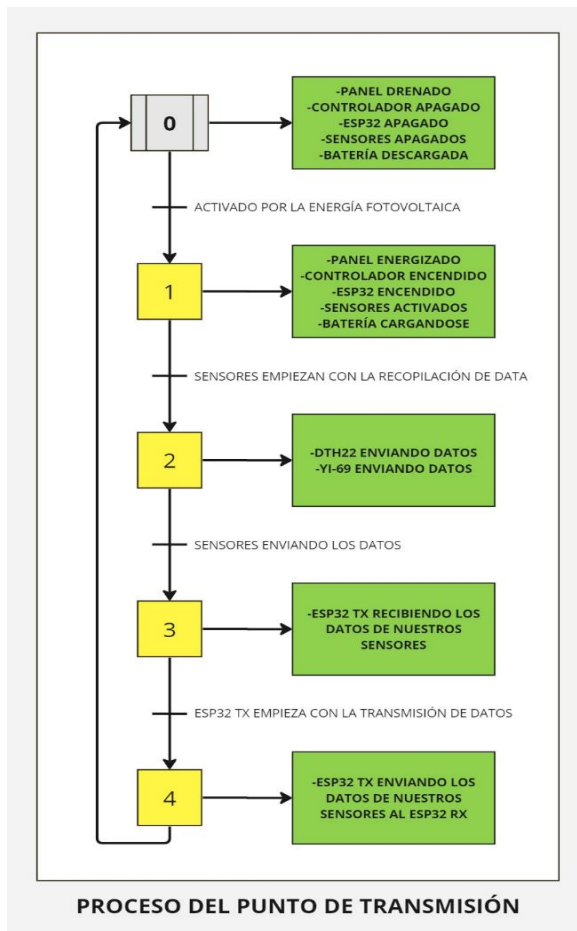 0
-PANEL DRENADO
-CONTROLADOR APAGADO
-ESP32 APAGADO
-SENSORES APAGADOS
-BATERÍA DESCARGADA
ACTIVADO POR LA ENERGÍA FOTOVOLTAICA
1
-PANEL ENERGIZADO
-CONTROLADOR ENCENDIDO
-ESP32 ENCENDIDO
-SENSORES ACTIVADOS
-BATERÍA CARGANDOSE
SENSORES EMPIEZAN CON LA RECOPILACIÓN DE DATA
2
-DTH22 ENVIANDO DATOS
-YI-69 ENVIANDO DATOS
SENSORES ENVIANDO LOS DATOS
3
-ESP32 TX RECIBIENDO LOS
DATOS DE NUESTROS
SENSORES
ESP32 TX EMPIEZA CON LA TRANSMISIÓN DE DATOS
4
-ESP32 TX ENVIANDO LOS
DATOS DE NUESTROS
SENSORES AL ESP32 RX
PROCESO DEL PUNTO DE TRANSMISIÓN